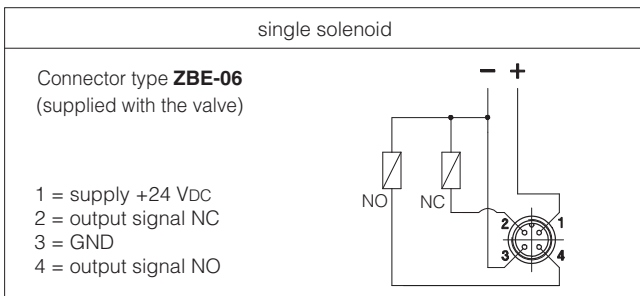 single solenoid
Connector type ZBE-06
(supplied with the valve)
1 = supply +24 VDC
2 = output signal NC
3 = GND
4 = output signal NO
− +
NO NC
2 1
3 4